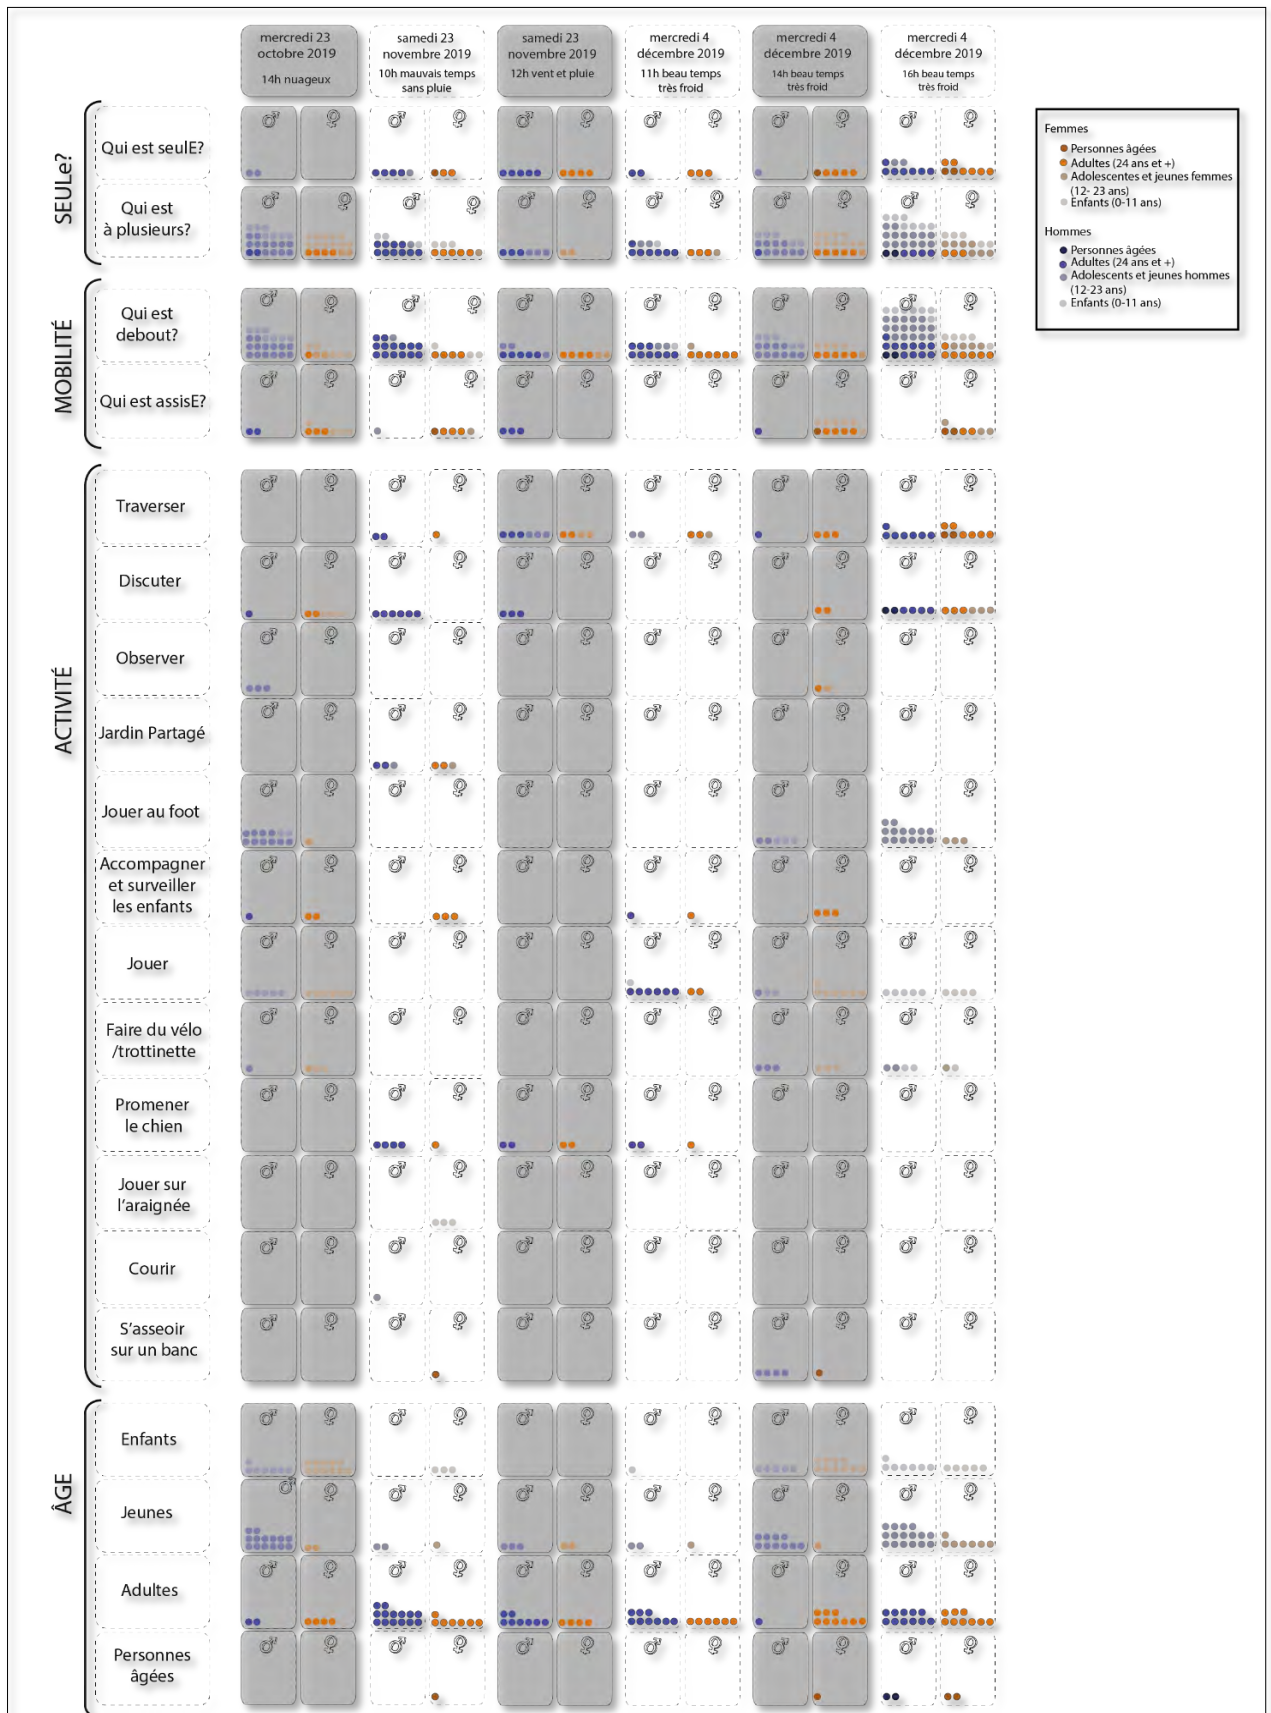 mercredi 23
octobre 2019
14h nuageux
samedi 23
novembre 2019
10h mauvais temps
sans pluie
samedi 23
novembre 2019
12h vent et pluie
mercredi 4
décembre 2019
11h beau temps
très froid
mercredi 4
décembre 2019
14h beau temps
très froid
mercredi 4
décembre 2019
16h beau temps
très froid
SEULe?
Qui est seulE?
Qui est
à plusieurs?
MOBILITÉ
Qui est
debout?
Qui est assisE?
ACTIVITÉ
Traverser
Discuter
Observer
Jardin Partagé
Jouer au foot
Accompagner
et surveiller
les enfants
Jouer
Faire du vélo
/trottinette
Promener
le chien
Jouer sur
l'araignée
Courir
S'asseoir
sur un banc
ÂGE
Enfants
Jeunes
Adultes
Personnes
âgées
Femmes
Personnes âgées
Adultes (24 ans et +)
Adolescentes et jeunes femmes
(12- 23 ans)
Enfants (0-11 ans)
Hommes
Personnes âgées
Adultes (24 ans et +)
Adolescents et jeunes hommes
(12-23 ans)
Enfants (0-11 ans)